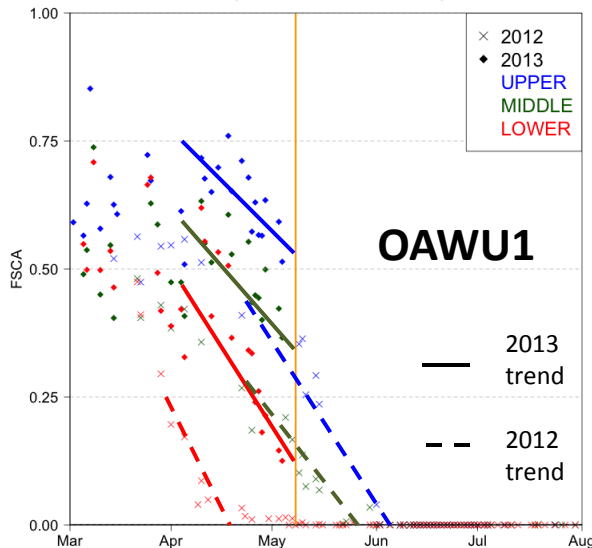 1.00
0.75
0.50
0.25
0.00
FSCA
Mar
Apr
May
Jun
Jul
Aug
2012
2013
UPPER
MIDDLE
LOWER
OAWU1
2013
trend
2012
trend